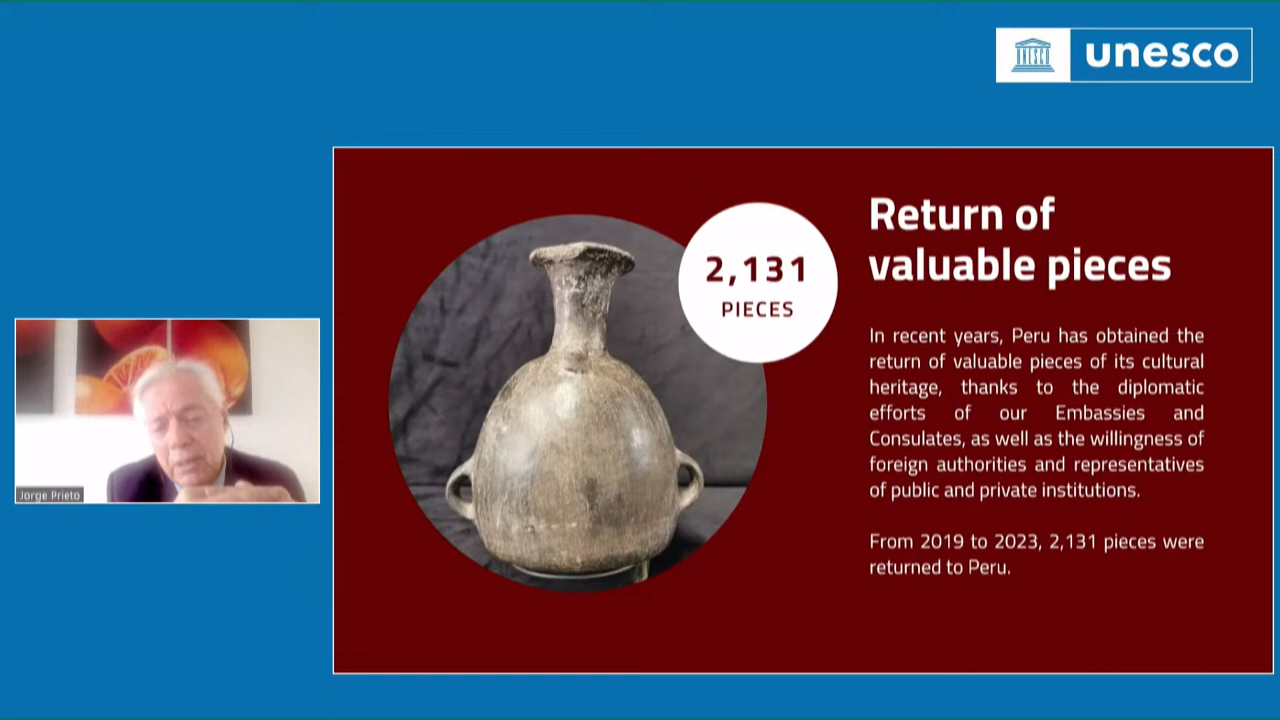 unesco
Return of
valuable pieces
2,131
PIECES
In recent years, Peru has obtained the
return of valuable pieces of its cultural
heritage, thanks to the diplomatic
efforts of our Embassies and
Consulates, as well as the willingness of
foreign authorities and representatives
of public and private institutions.
From 2019 to 2023, 2,131 pieces were
returned to Peru.
Jorge Prieto